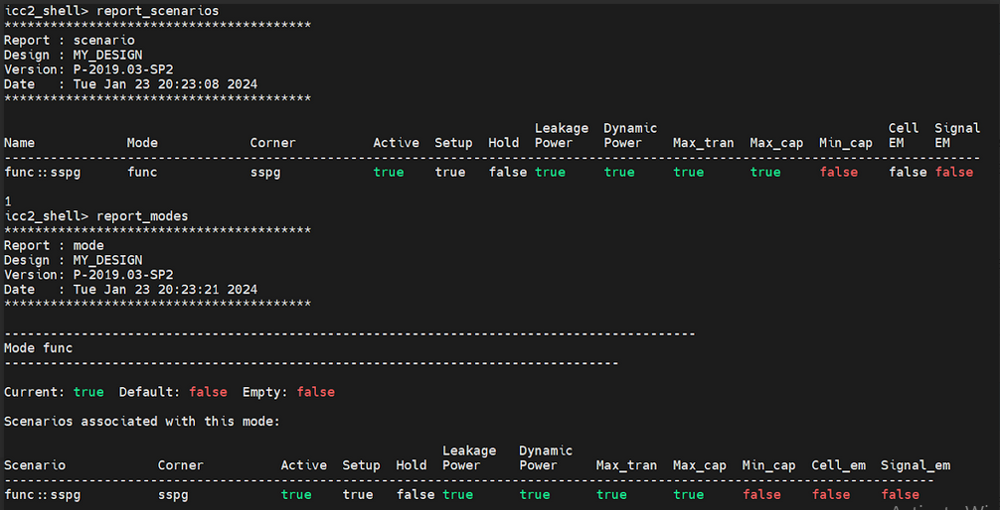 icc2_shell> report_scenarios
****************************************
Report : scenario
Design : MY_DESIGN
Version: P-2019.03-SP2
Date   : Tue Jan 23 20:23:08 2024
****************************************
Leakage Dynamic Cell Signal
Name Mode Corner Active Setup Hold Power Power Max_tran Max_cap Min_cap EM EM
--------------------------------------------------------------------------------------------------------------------------------
func::sspg func sspg true true false true true true true false false false
1
icc2_shell> report_modes
****************************************
Report : mode
Design : MY_DESIGN
Version: P-2019.03-SP2
Date   : Tue Jan 23 20:23:21 2024
****************************************
------------------------------------------------------------------------------------------
Mode func
--------------------------------------------------------------------------------
Current: true  Default: false  Empty: false
Scenarios associated with this mode:
Leakage Dynamic
Scenario Corner Active Setup Hold Power Power Max_tran Max_cap Min_cap Cell_em Signal_em
-------------------------------------------------------------------------------------------------------------------------
func::sspg sspg true true false true true true true false false false